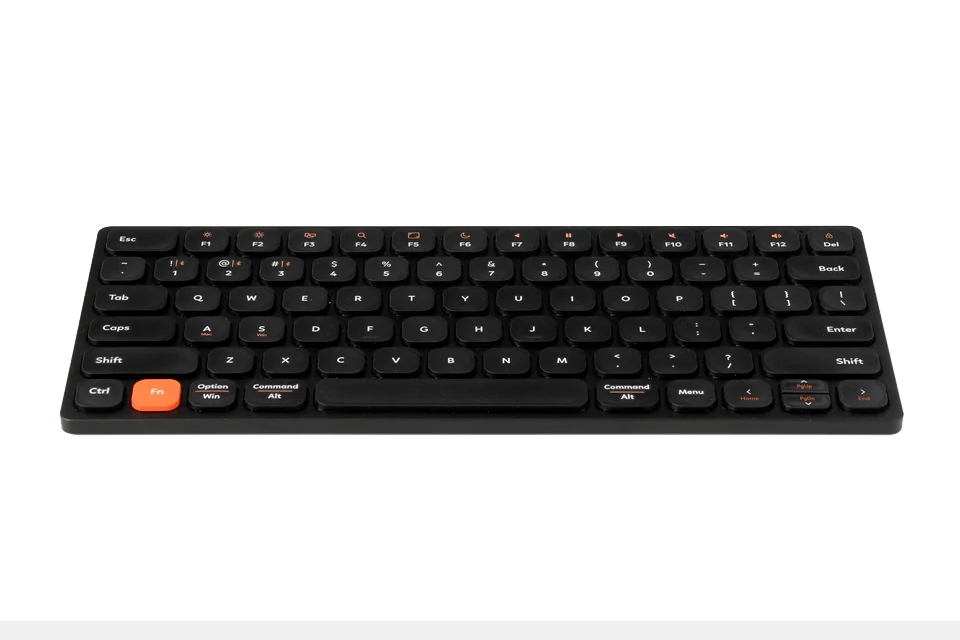 Esc F1 F2 F3 F4 F5 F6 F7 F8 F9 F10 F11 F12 Del
~ ! @ # $ % ^ & * ( ) _ +
1 2 3 4 5 6 7 8 9 0 - = Back
Tab Q W E R T Y U I O P { [ } ] | \
Caps A S D F G H J K L : ; Enter
Shift Z X C V B N M < , > . ? / Shift
Ctrl Fn Option Win Command Alt Command Alt Menu < Home ^ PgUp PgDn > End